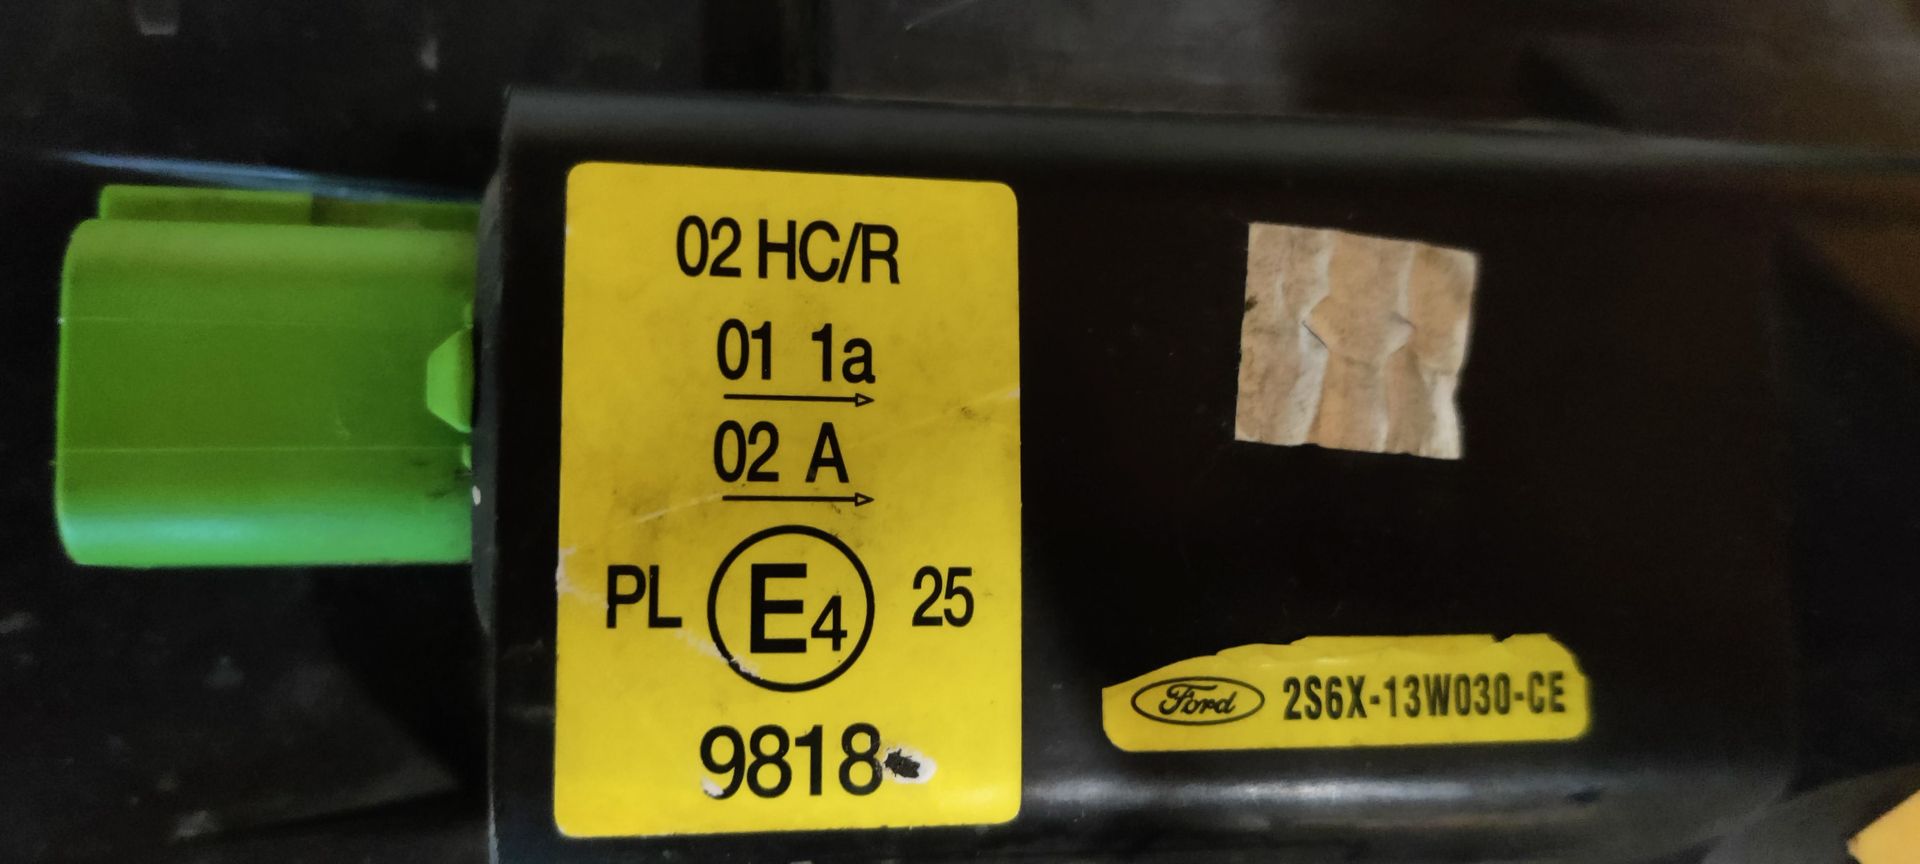 02 HC/R
01 1a
02 A
PL E4 25
9818
Ford 2S6X-13W030-CE